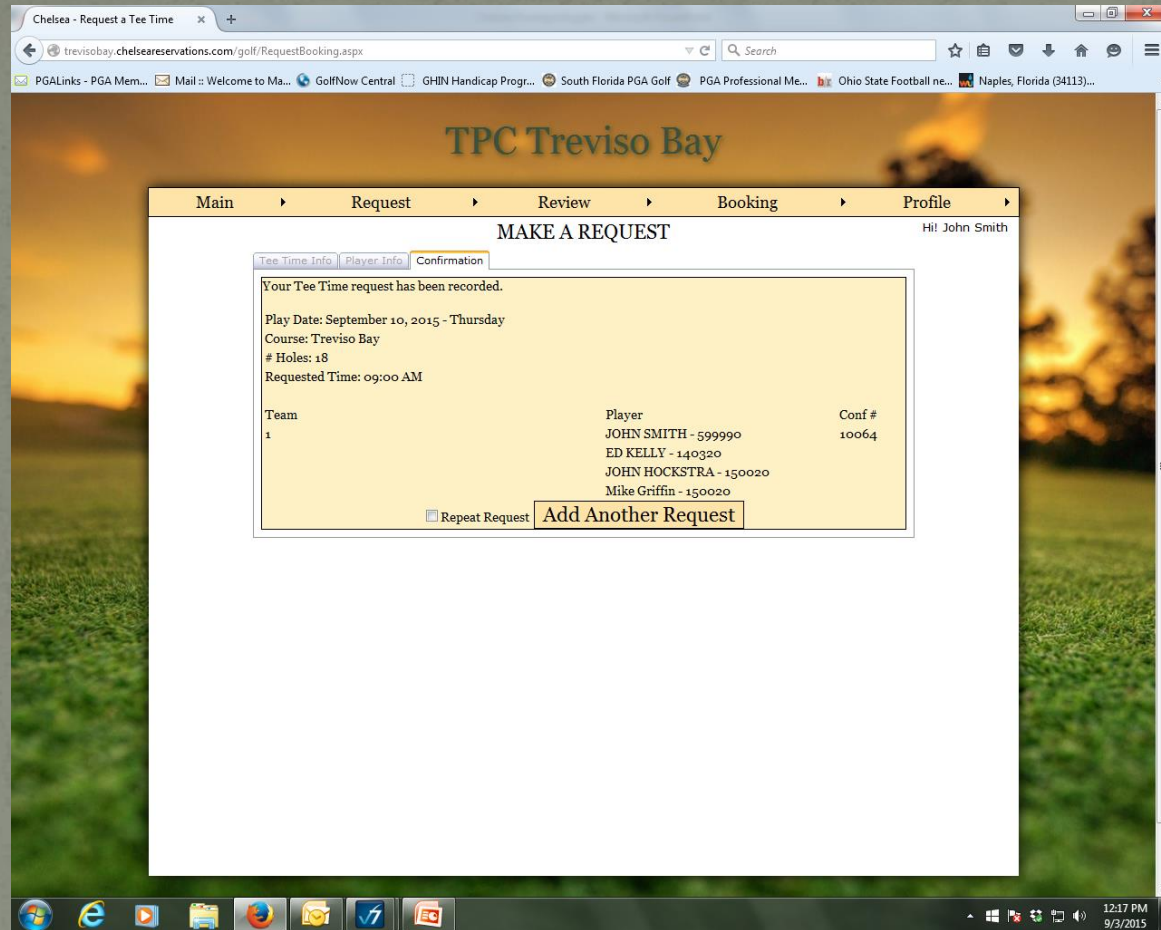 Chelsea - Request a Tee Time
trevisobay.chelseareservations.com/golf/RequestBooking.aspx Search
PGALinks - PGA Mem... Mail :: Welcome to Ma... GolfNow Central GHIN Handicap Progr... South Florida PGA Golf PGA Professional Me... Ohio State Football ne... Naples, Florida (34113)...
TPC Treviso Bay
Main Request Review Booking Profile
MAKE A REQUEST Hi! John Smith
Tee Time Info Player Info Confirmation
Your Tee Time request has been recorded.
Play Date: September 10, 2015 - Thursday
Course: Treviso Bay
# Holes: 18
Requested Time: 09:00 AM
Team Player Conf #
1 JOHN SMITH - 599990 10064
ED KELLY - 140320
JOHN HOCKSTRA - 150020
Mike Griffin - 150020
Repeat Request Add Another Request
12:17 PM
9/3/2015